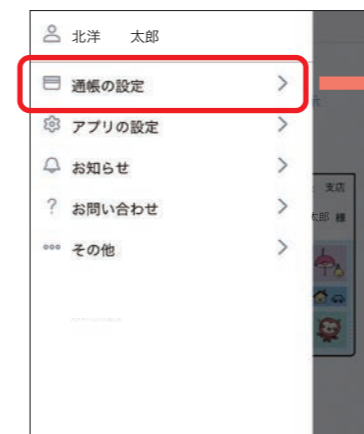 北洋　太郎
通帳の設定
アプリの設定
お知らせ
お問い合わせ
その他
支店
太郎 様